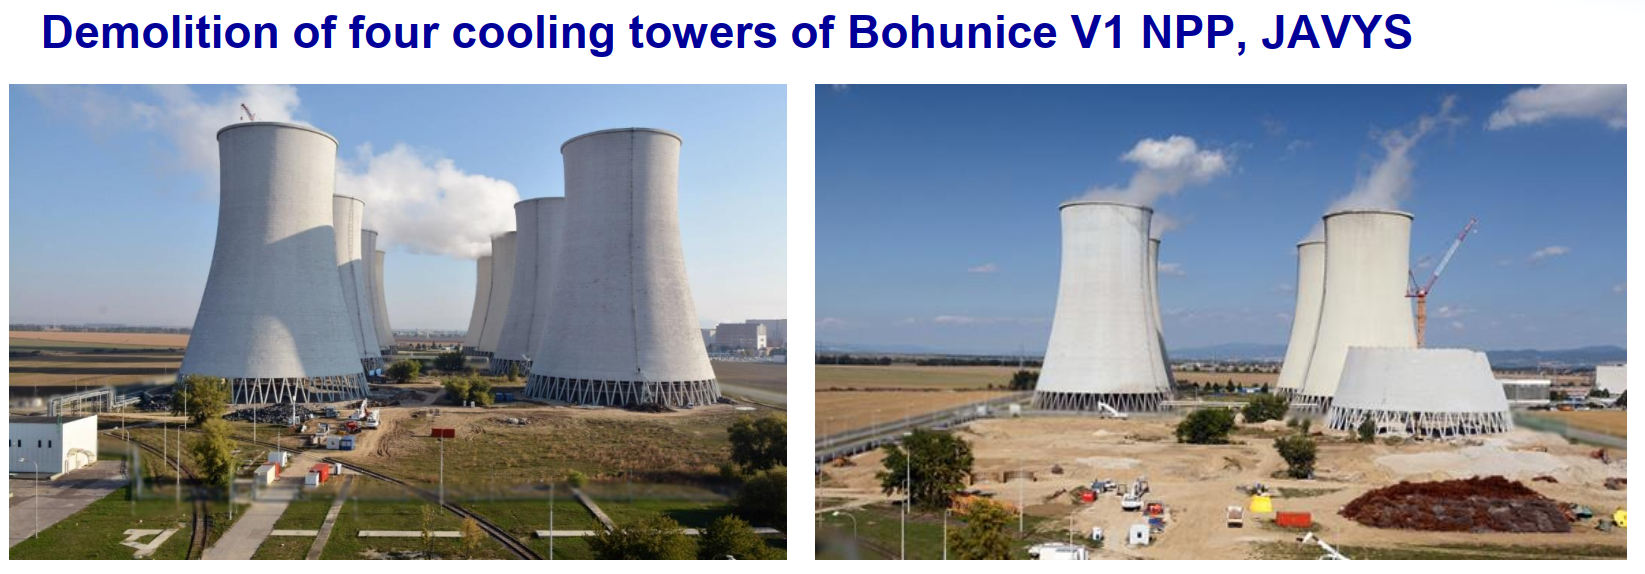 Demolition of four cooling towers of Bohunice V1 NPP, JAVYS